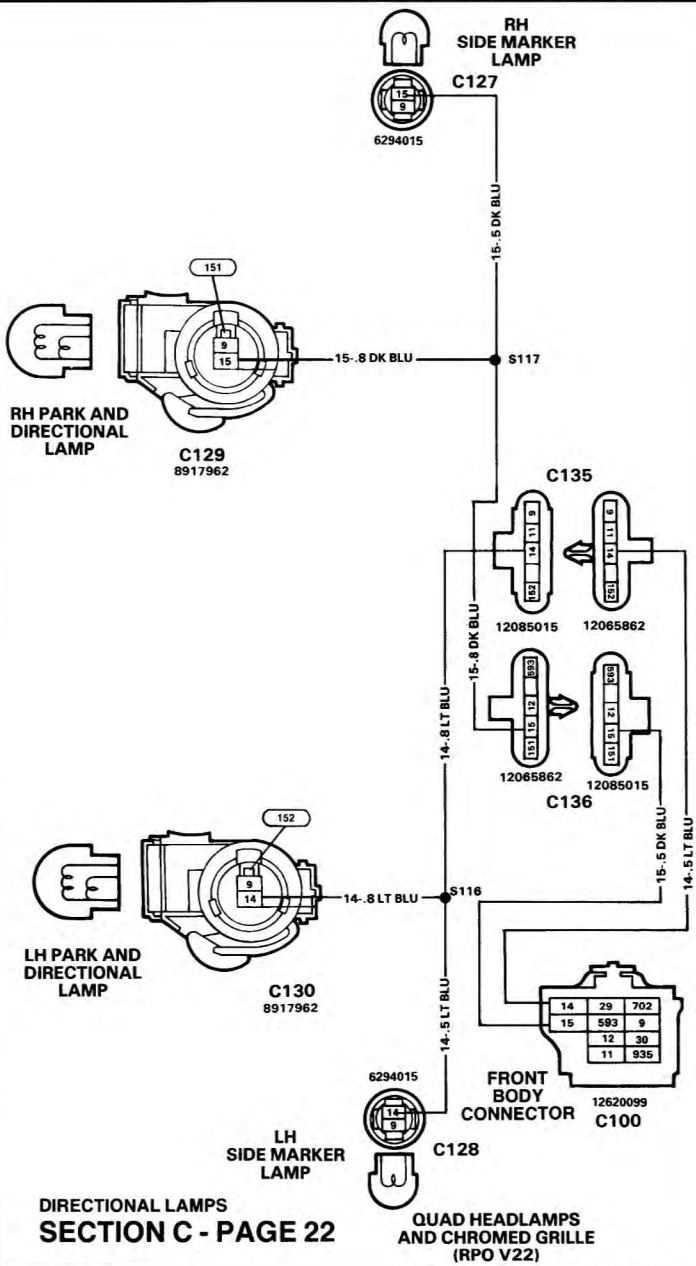 RH
SIDE MARKER
LAMP
C127
15
9
6294015
15-.5 DK BLU
151
9
15
15-.8 DK BLU
S117
RH PARK AND
DIRECTIONAL
LAMP
C129
8917962
C135
9
11
14
152
12085015
9
11
14
152
12065862
15-.8 DK BLU
14-.8 LT BLU
593
12
15
151
12065862
593
12
15
151
12085015
C136
15-.5 DK BLU
14-.5 LT BLU
152
9
14
14-.8 LT BLU
S116
LH PARK AND
DIRECTIONAL
LAMP
C130
8917962
14-.5 LT BLU
14 29 702
15 593 9
12 30
11 935
FRONT
BODY
CONNECTOR
12620099
C100
6294015
14
9
C128
LH
SIDE MARKER
LAMP
DIRECTIONAL LAMPS
SECTION C - PAGE 22
QUAD HEADLAMPS
AND CHROMED GRILLE
(RPO V22)